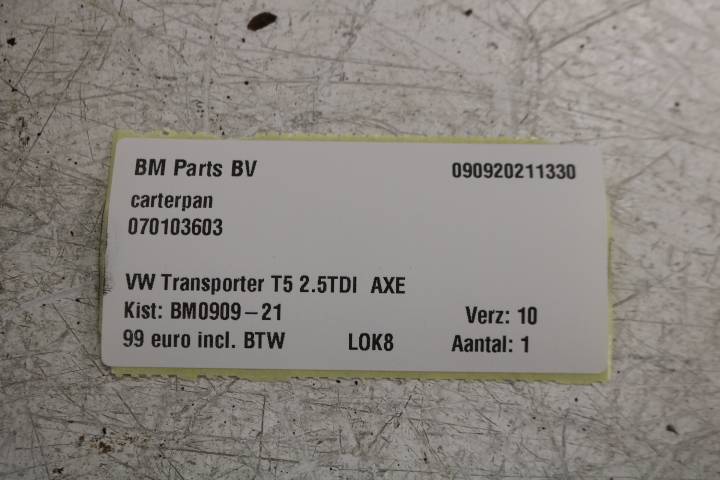 BM Parts BV 090920211330
carterpan
070103603
VW Transporter T5 2.5TDI AXE
Kist: BM0909-21 Verz: 10
99 euro incl. BTW LOK8 Aantal: 1